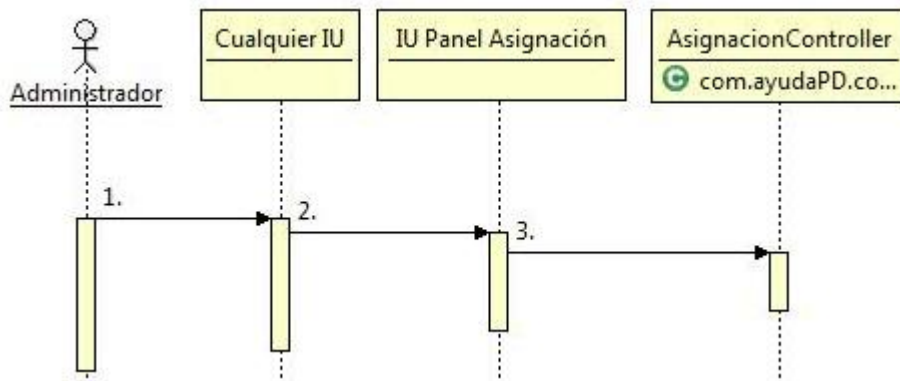 Administrador
Cualquier IU
IU Panel Asignación
AsignacionController
C com.ayudaPD.co...
1.
2.
3.